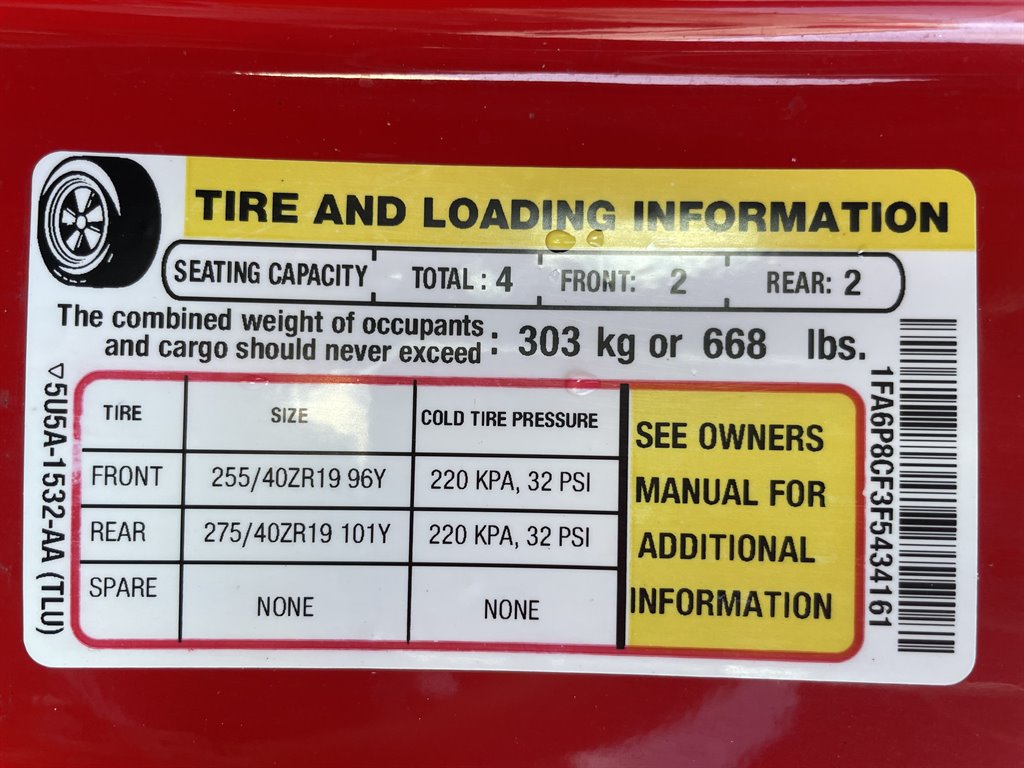 TIRE AND LOADING INFORMATION
SEATING CAPACITY TOTAL : 4 FRONT: 2 REAR: 2
The combined weight of occupants
and cargo should never exceed : 303 kg or 668 lbs.
TIRE SIZE COLD TIRE PRESSURE
FRONT 255/40ZR19 96Y 220 KPA, 32 PSI
REAR 275/40ZR19 101Y 220 KPA, 32 PSI
SPARE NONE NONE
SEE OWNERS
MANUAL FOR
ADDITIONAL
INFORMATION
▽5U5A-1532-AA (TLU)
1FA6P8CF3F5434161